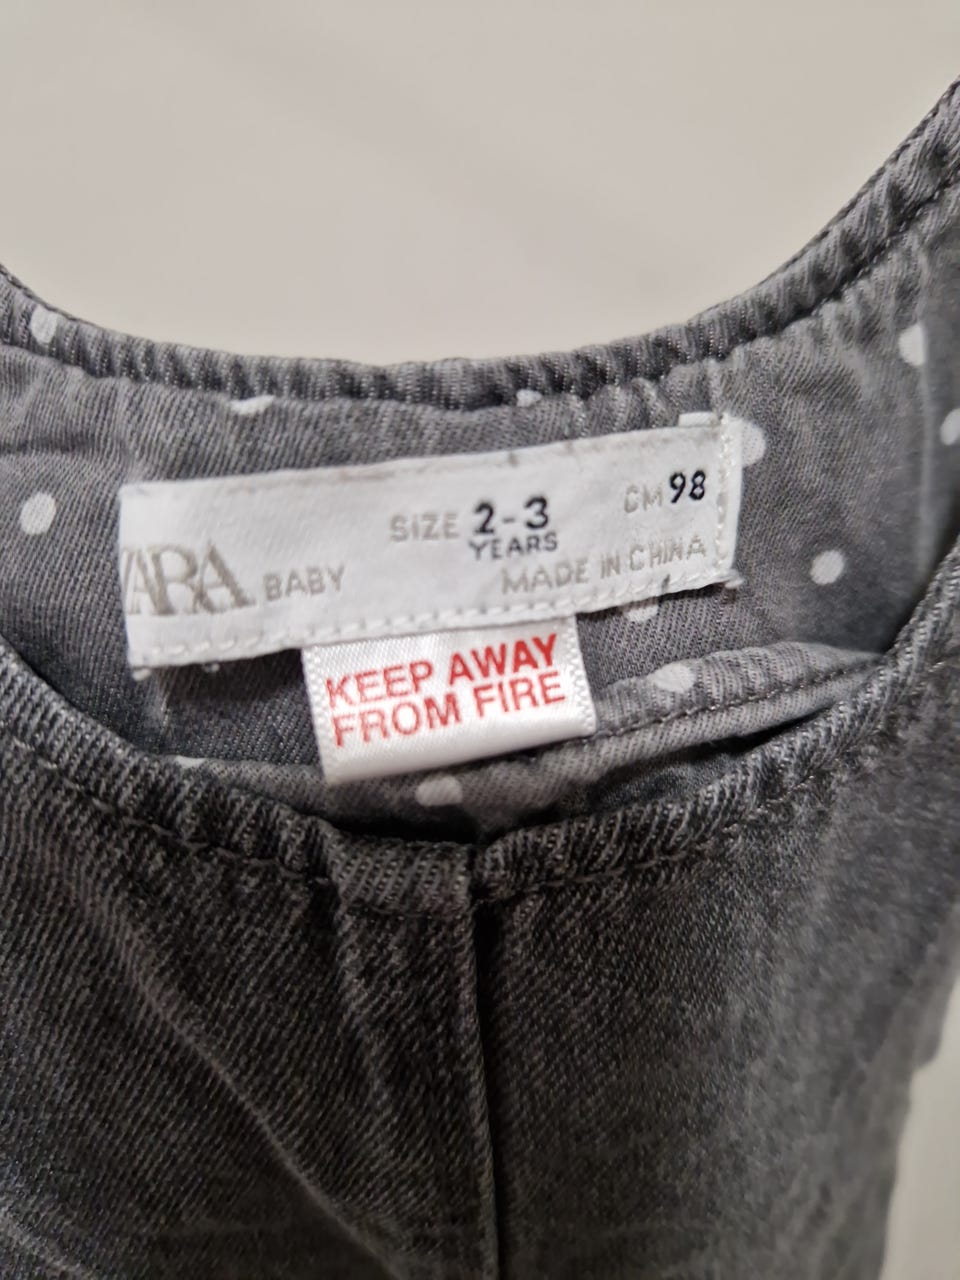 ZARA BABY
SIZE 2-3
YEARS
CM 98
MADE IN CHINA
KEEP AWAY
FROM FIRE